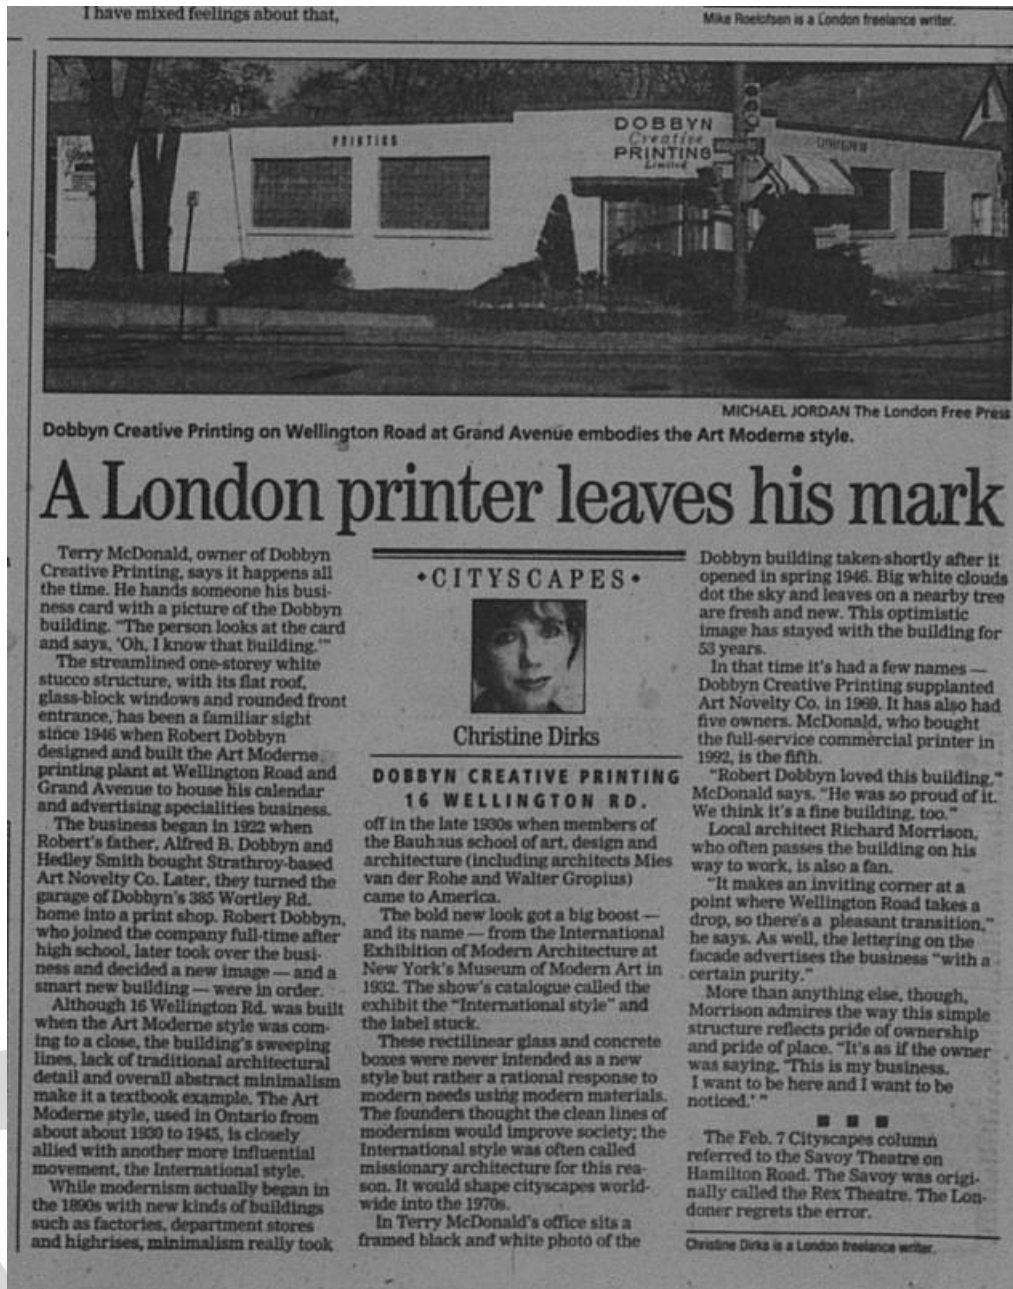 I have mixed feelings about that,
Mike Roelofsen is a London freelance writer.
PRINTING
DOBBYN
Creative
PRINTING
Limited
MICHAEL JORDAN The London Free Press
Dobbyn Creative Printing on Wellington Road at Grand Avenue embodies the Art Moderne style.
A London printer leaves his mark
Terry McDonald, owner of Dobbyn
Creative Printing, says it happens all
the time. He hands someone his busi-
ness card with a picture of the Dobbyn
building. "The person looks at the card
and says, 'Oh, I know that building.'"
The streamlined one-storey white
stucco structure, with its flat roof,
glass-block windows and rounded front
entrance, has been a familiar sight
since 1946 when Robert Dobbyn
designed and built the Art Moderne
printing plant at Wellington Road and
Grand Avenue to house his calendar
and advertising specialities business.
The business began in 1922 when
Robert's father, Alfred B. Dobbyn and
Hedley Smith bought Strathroy-based
Art Novelty Co. Later, they turned the
garage of Dobbyn's 385 Wortley Rd.
home into a print shop. Robert Dobbyn,
who joined the company full-time after
high school, later took over the busi-
ness and decided a new image — and a
smart new building — were in order.
Although 16 Wellington Rd. was built
when the Art Moderne style was com-
ing to a close, the building's sweeping
lines, lack of traditional architectural
detail and overall abstract minimalism
make it a textbook example. The Art
Moderne style, used in Ontario from
about about 1930 to 1945, is closely
allied with another more influential
movement, the International style.
While modernism actually began in
the 1890s with new kinds of buildings
such as factories, department stores
and highrises, minimalism really took
•CITYSCAPES•
Christine Dirks
DOBBYN CREATIVE PRINTING
16 WELLINGTON RD.
off in the late 1930s when members of
the Bauhaus school of art, design and
architecture (including architects Mies
van der Rohe and Walter Gropius)
came to America.
The bold new look got a big boost —
and its name — from the International
Exhibition of Modern Architecture at
New York's Museum of Modern Art in
1932. The show's catalogue called the
exhibit the "International style" and
the label stuck.
These rectilinear glass and concrete
boxes were never intended as a new
style but rather a rational response to
modern needs using modern materials.
The founders thought the clean lines of
modernism would improve society; the
International style was often called
missionary architecture for this rea-
son. It would shape cityscapes world-
wide into the 1970s.
In Terry McDonald's office sits a
framed black and white photo of the
Dobbyn building taken shortly after it
opened in spring 1946. Big white clouds
dot the sky and leaves on a nearby tree
are fresh and new. This optimistic
image has stayed with the building for
53 years.
In that time it's had a few names —
Dobbyn Creative Printing supplanted
Art Novelty Co. in 1969. It has also had
five owners. McDonald, who bought
the full-service commercial printer in
1992, is the fifth.
"Robert Dobbyn loved this building,"
McDonald says. "He was so proud of it.
We think it's a fine building, too."
Local architect Richard Morrison,
who often passes the building on his
way to work, is also a fan.
"It makes an inviting corner at a
point where Wellington Road takes a
drop, so there's a pleasant transition,"
he says. As well, the lettering on the
facade advertises the business "with a
certain purity."
More than anything else, though,
Morrison admires the way this simple
structure reflects pride of ownership
and pride of place. "It's as if the owner
was saying, 'This is my business.
I want to be here and I want to be
noticed.' "
The Feb. 7 Cityscapes column
referred to the Savoy Theatre on
Hamilton Road. The Savoy was origi-
nally called the Rex Theatre. The Lon-
doner regrets the error.
Christine Dirks is a London freelance writer.